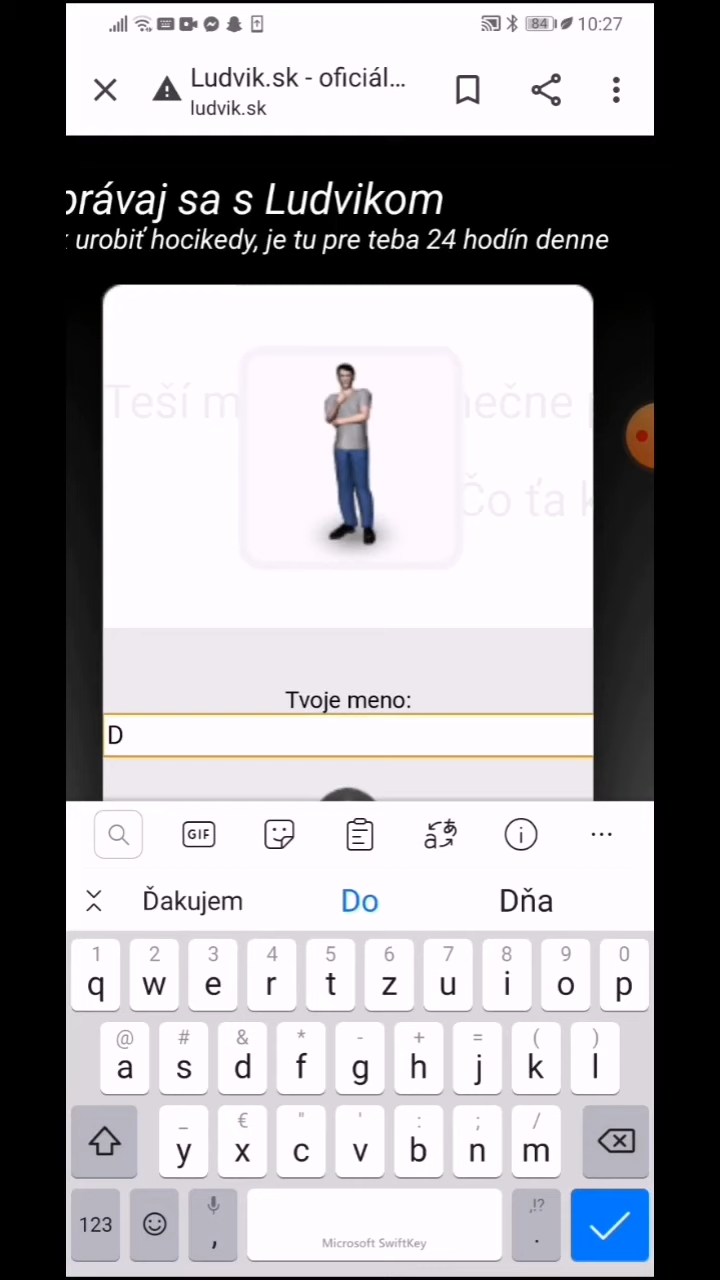 84 10:27
Ludvik.sk - oficiál...
ludvik.sk
právaj sa s Ludvikom
urobiť hocikedy, je tu pre teba 24 hodín denne
Teší m ečne
Čo ťa k
Tvoje meno:
D
GIF
Ďakujem Do Dňa
1 2 3 4 5 6 7 8 9 0
q w e r t z u i o p
@ # & * - + = ( )
a s d f g h j k l
_ € " ' : ; /
y x c v b n m
123 , ,!? .
Microsoft SwiftKey